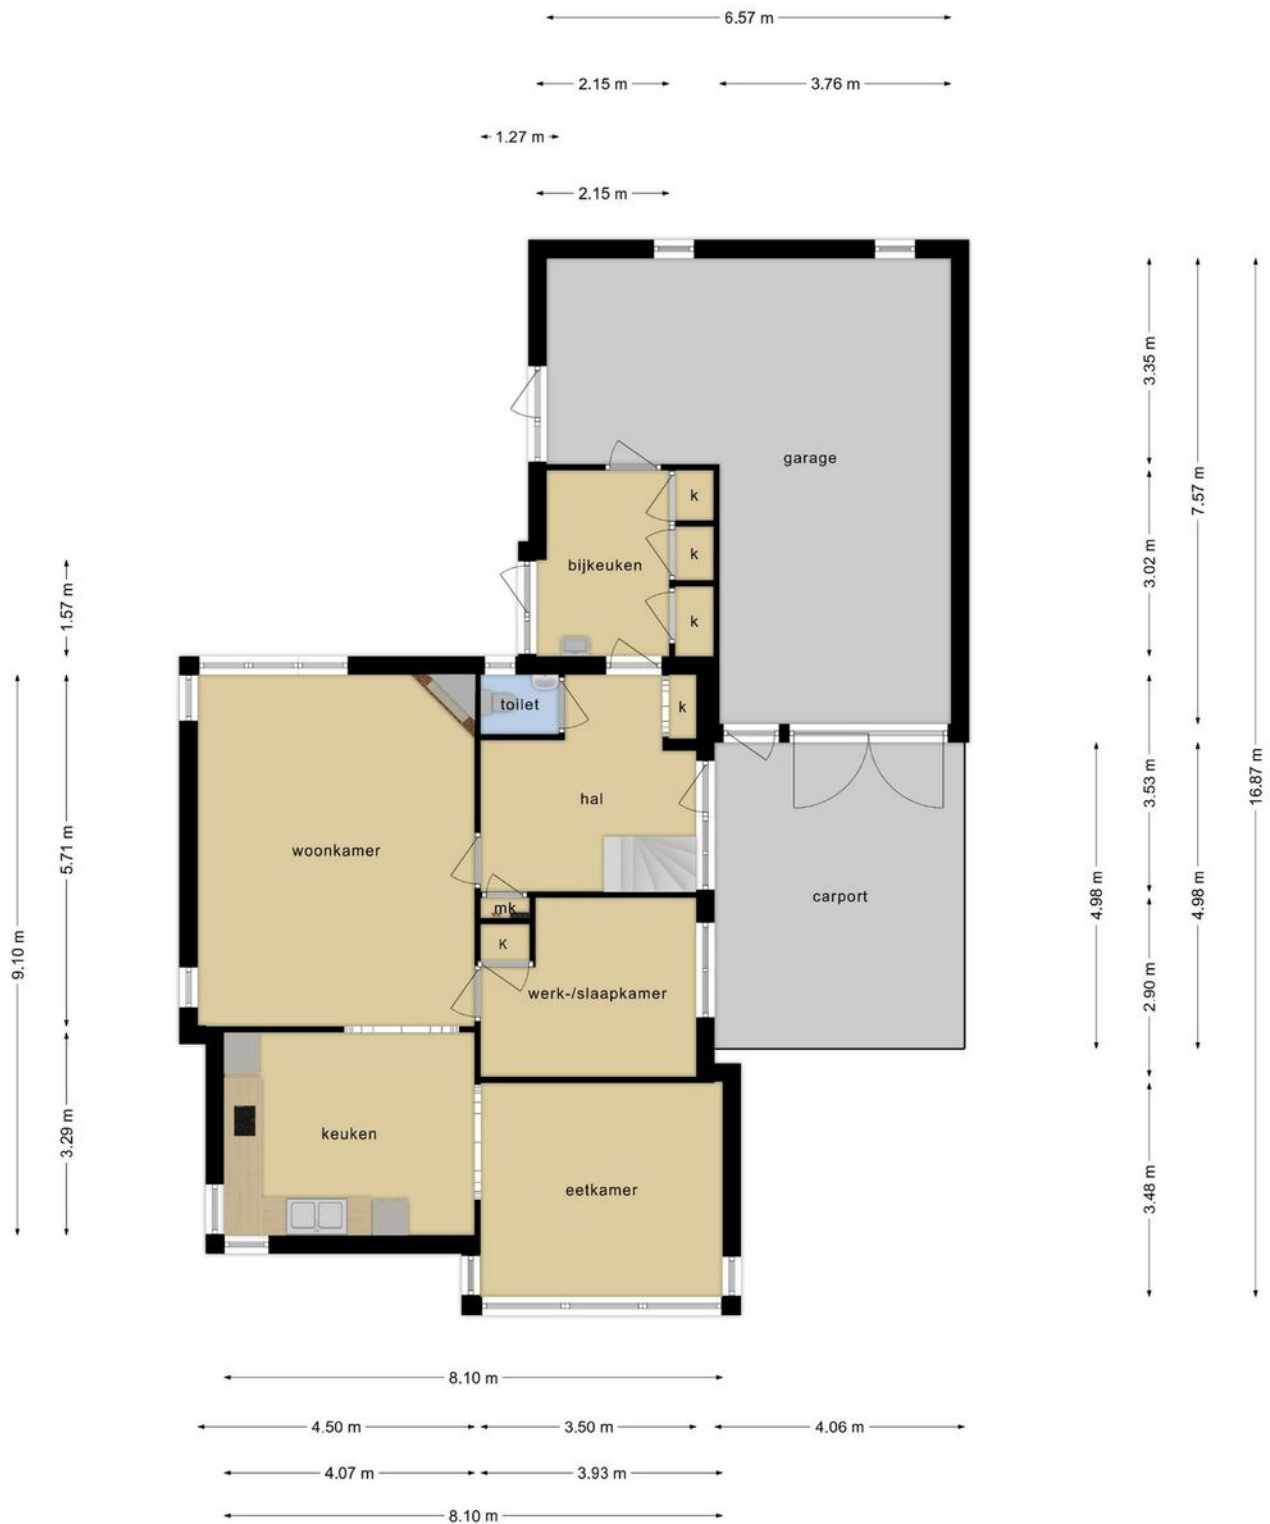 6.57 m
2.15 m
3.76 m
1.27 m
2.15 m
3.35 m
garage
7.57 m
k
k
bijkeuken
3.02 m
1.57 m
k
toilet
k
16.87 m
3.53 m
hal
woonkamer
5.71 m
carport
4.98 m
4.98 m
mk
K
9.10 m
werk-/slaapkamer
2.90 m
keuken
3.29 m
eetkamer
3.48 m
8.10 m
4.50 m
3.50 m
4.06 m
4.07 m
3.93 m
8.10 m